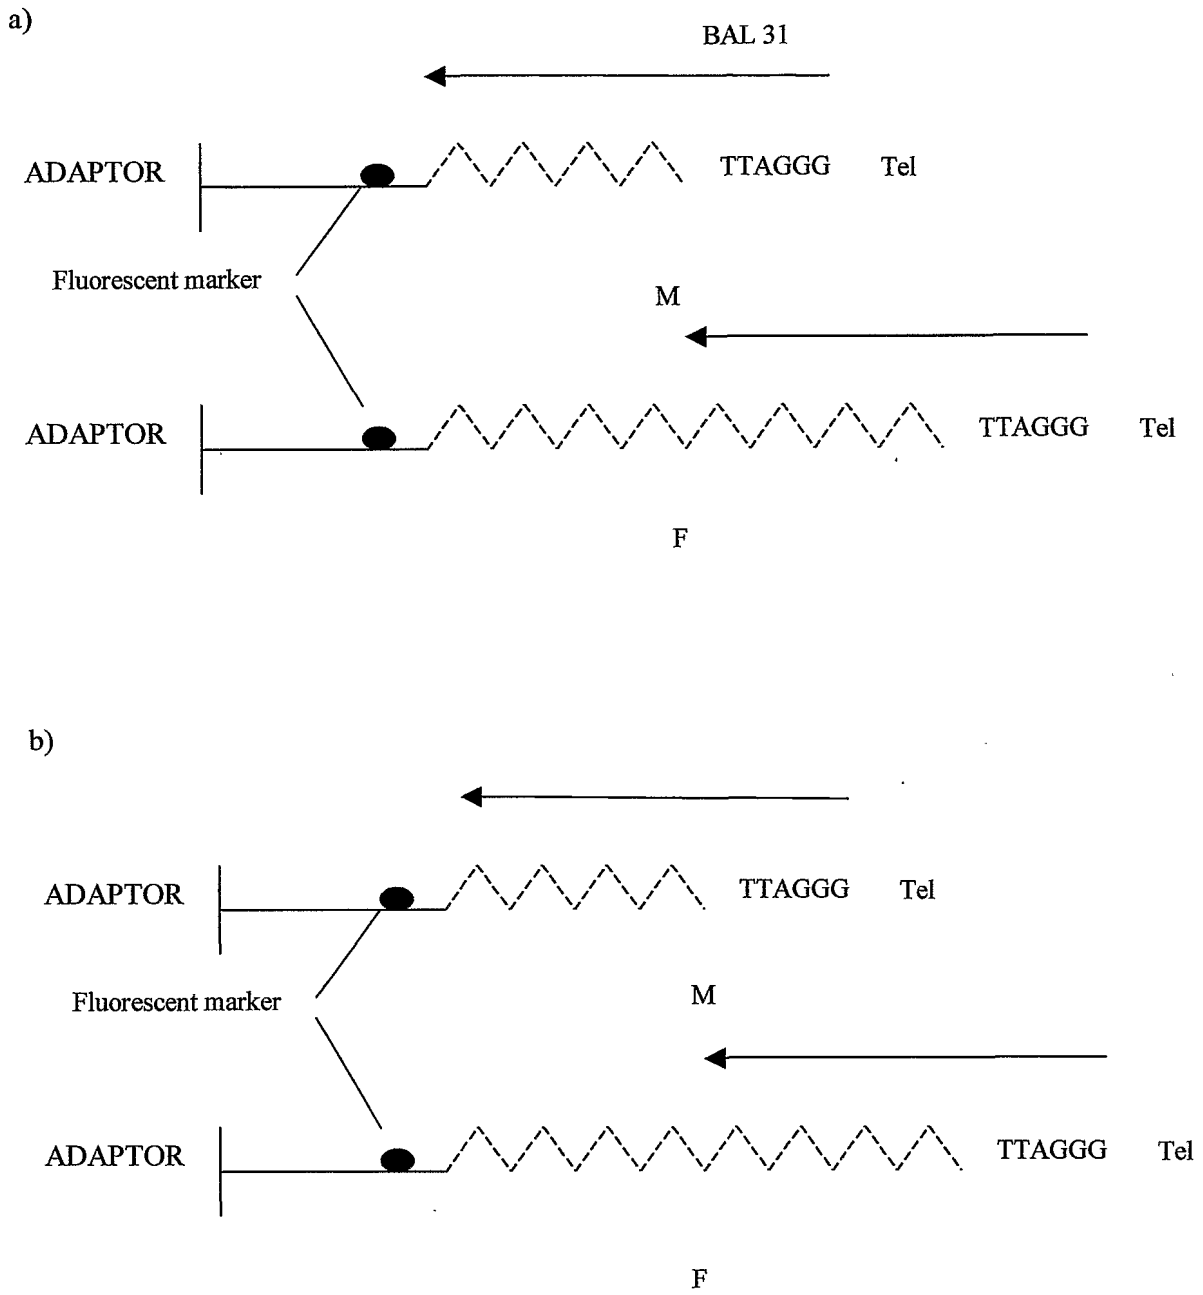 a)
BAL 31
ADAPTOR TTAGGG Tel
Fluorescent marker
M
ADAPTOR TTAGGG Tel
F
b)
ADAPTOR TTAGGG Tel
Fluorescent marker
M
ADAPTOR TTAGGG Tel
F